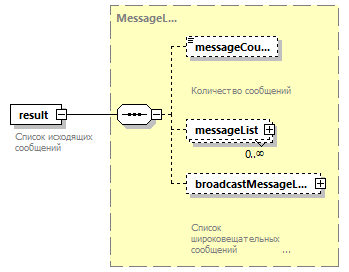 MessageL...
messageCou...
Количество сообщений
result
Список исходящих
сообщений
messageList
0..∞
broadcastMessageL...
Список
широковещательных
сообщений ...